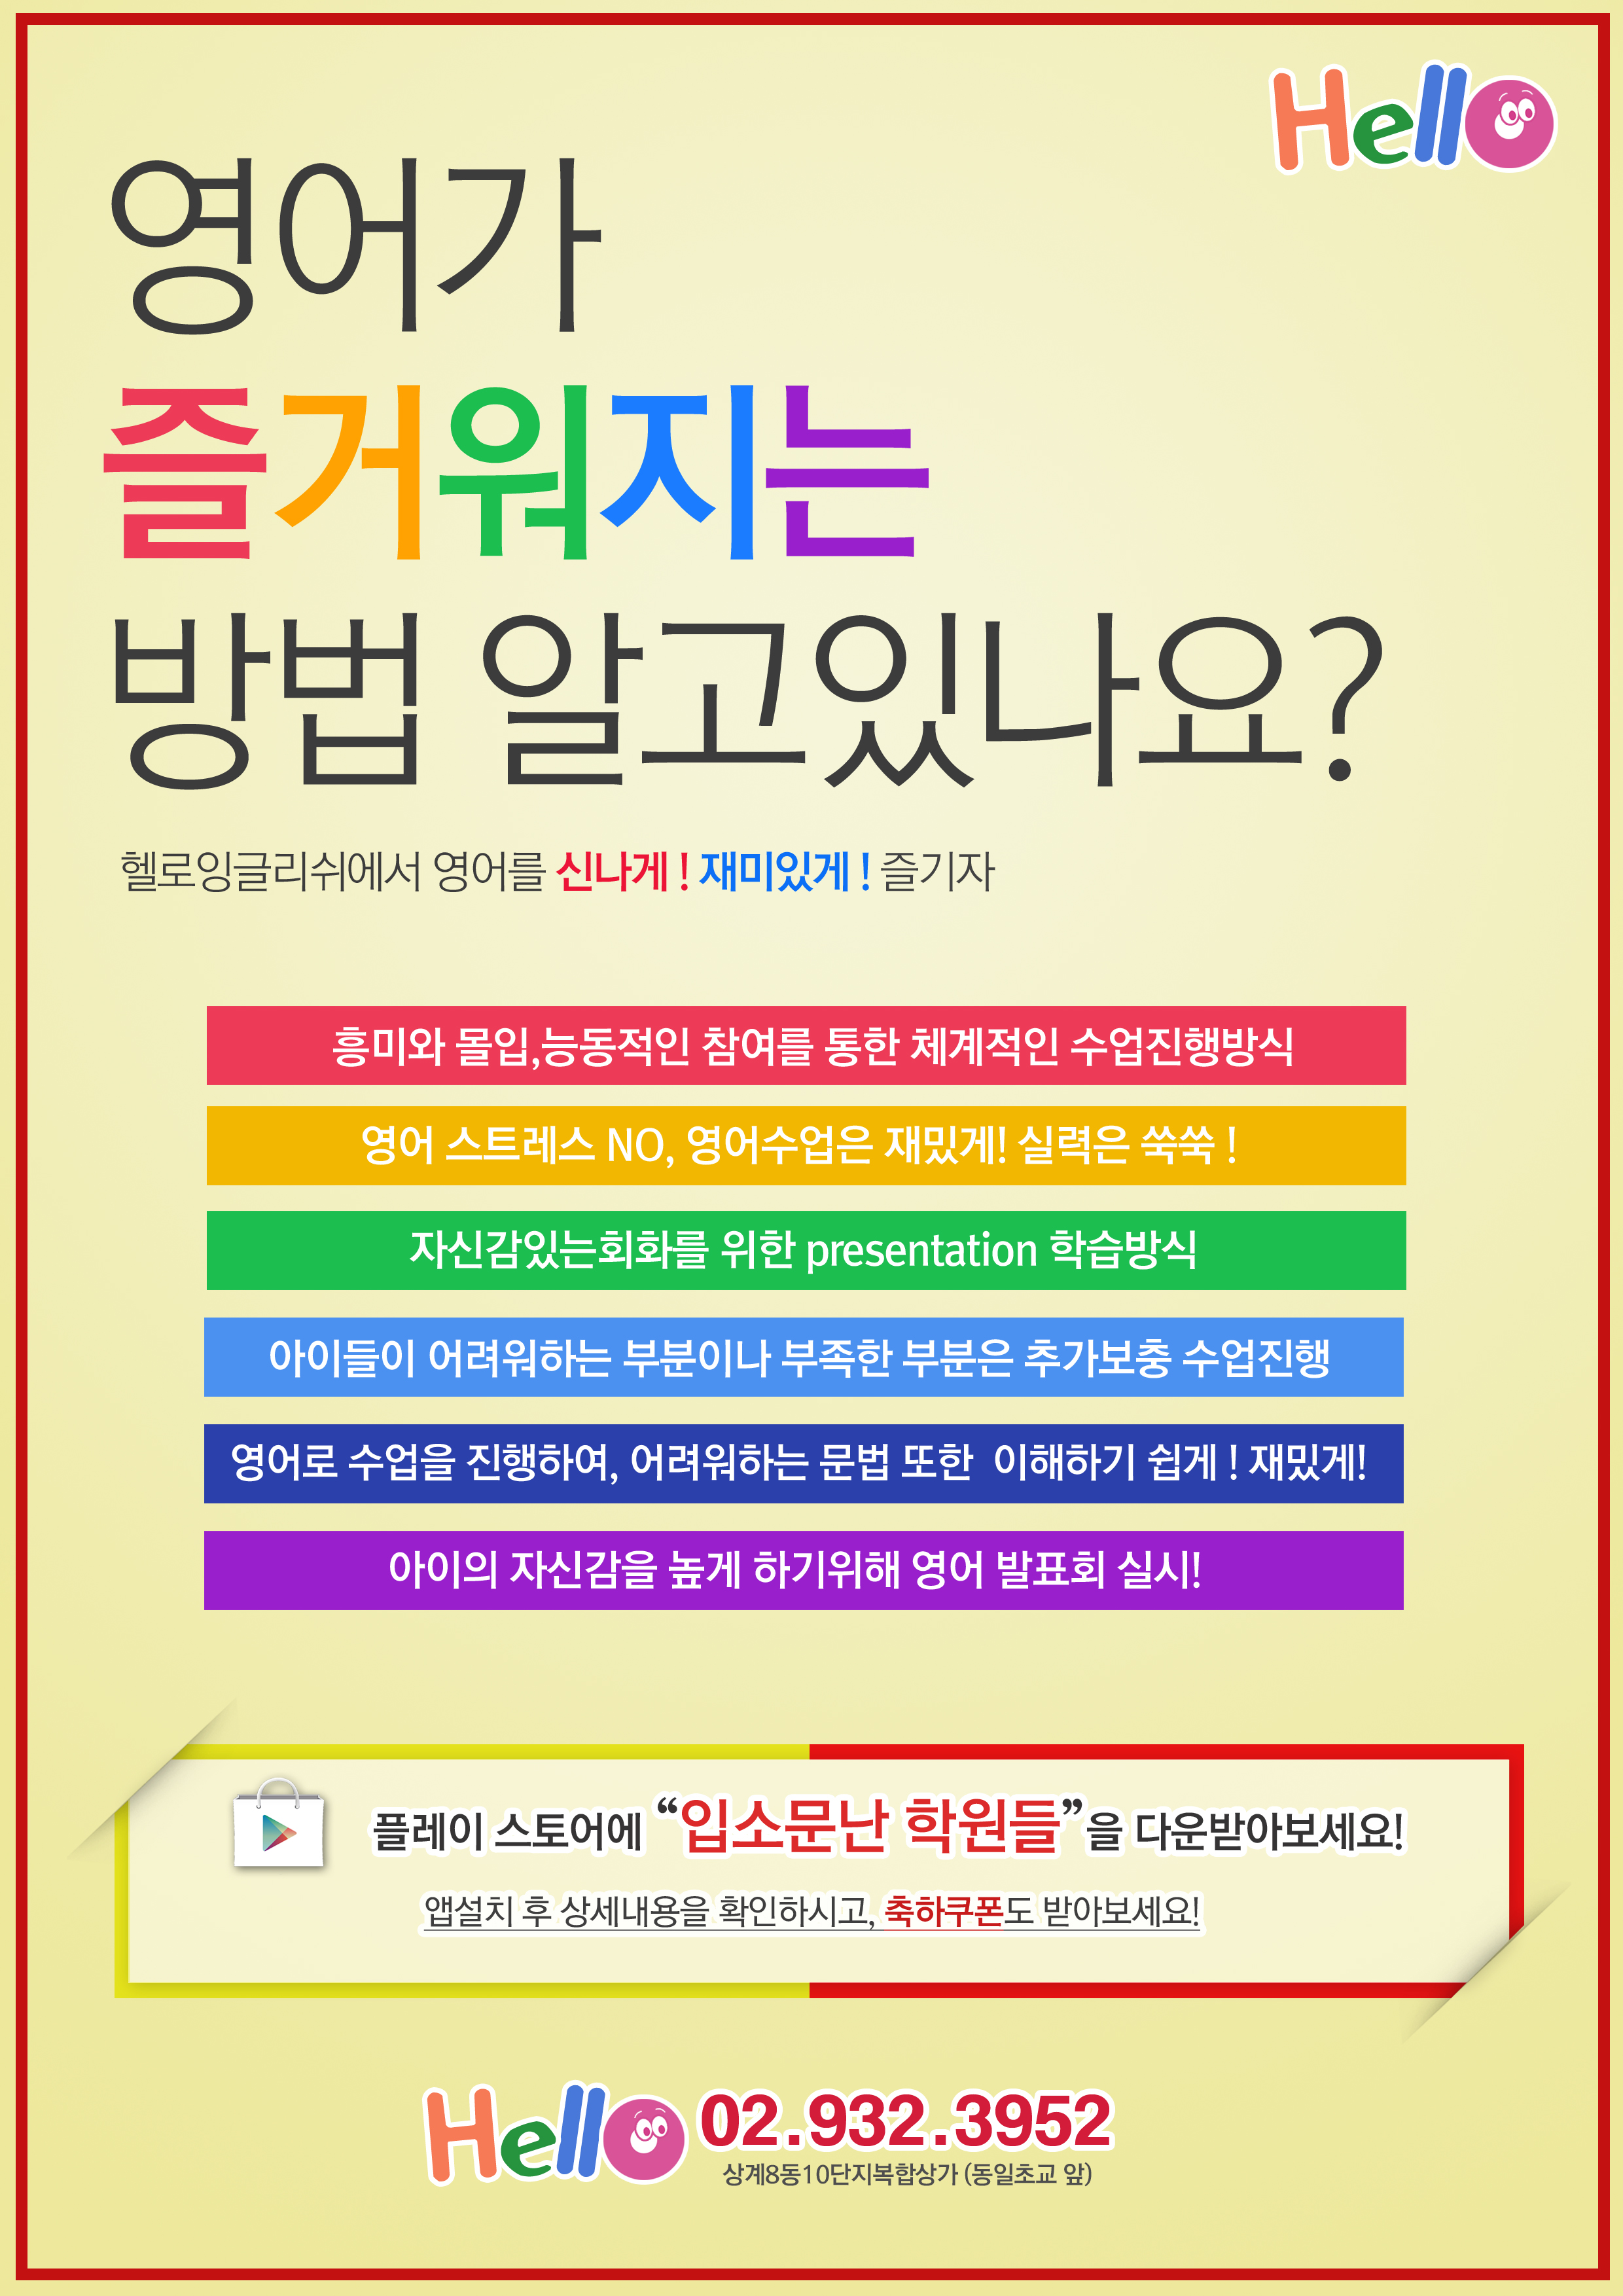 Hello
영어가
즐거워지는
방법 알고있나요?
헬로잉글리쉬에서 영어를 신나게 ! 재미있게 ! 즐기자
흥미와 몰입,능동적인 참여를 통한 체계적인 수업진행방식
영어 스트레스 NO, 영어수업은 재밌게! 실력은 쑥쑥 !
자신감있는회화를 위한 presentation 학습방식
아이들이 어려워하는 부분이나 부족한 부분은 추가보충 수업진행
영어로 수업을 진행하여, 어려워하는 문법 또한 이해하기 쉽게 ! 재밌게!
아이의 자신감을 높게 하기위해 영어 발표회 실시!
플레이 스토어에 “입소문난 학원들”을 다운받아보세요!
앱설치 후 상세내용을 확인하시고, 축하쿠폰도 받아보세요!
Hello 02.932.3952
상계8동10단지복합상가 (동일초교 앞)